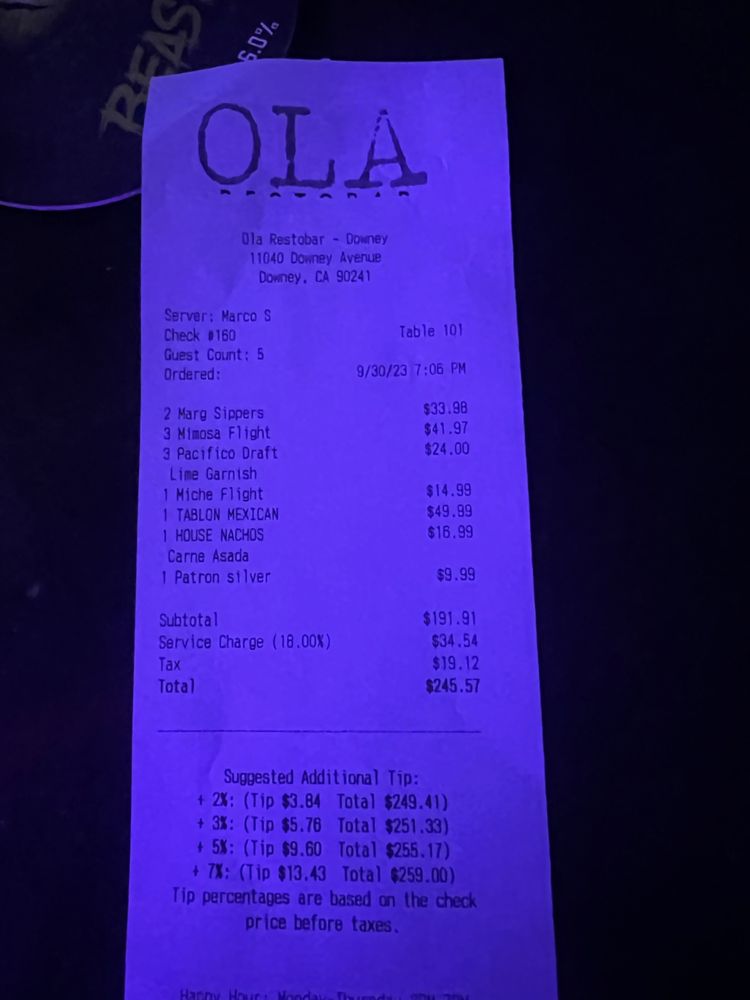 BEAS
6.0%
OLA
RESTOBAR
Ola Restobar - Downey
11040 Downey Avenue
Downey, CA 90241
Server: Marco S
Check #160 Table 101
Guest Count: 5
Ordered: 9/30/23 7:06 PM
2 Marg Sippers $33.98
3 Mimosa Flight $41.97
3 Pacifico Draft $24.00
Lime Garnish
1 Miche Flight $14.99
1 TABLON MEXICAN $49.99
1 HOUSE NACHOS $16.99
Carne Asada
1 Patron silver $9.99
Subtotal $191.91
Service Charge (18.00%) $34.54
Tax $19.12
Total $245.57
Suggested Additional Tip:
+ 2%: (Tip $3.84 Total $249.41)
+ 3%: (Tip $5.76 Total $251.33)
+ 5%: (Tip $9.60 Total $255.17)
+ 7%: (Tip $13.43 Total $259.00)
Tip percentages are based on the check
price before taxes.
Happy Hour: Monday-Thursday